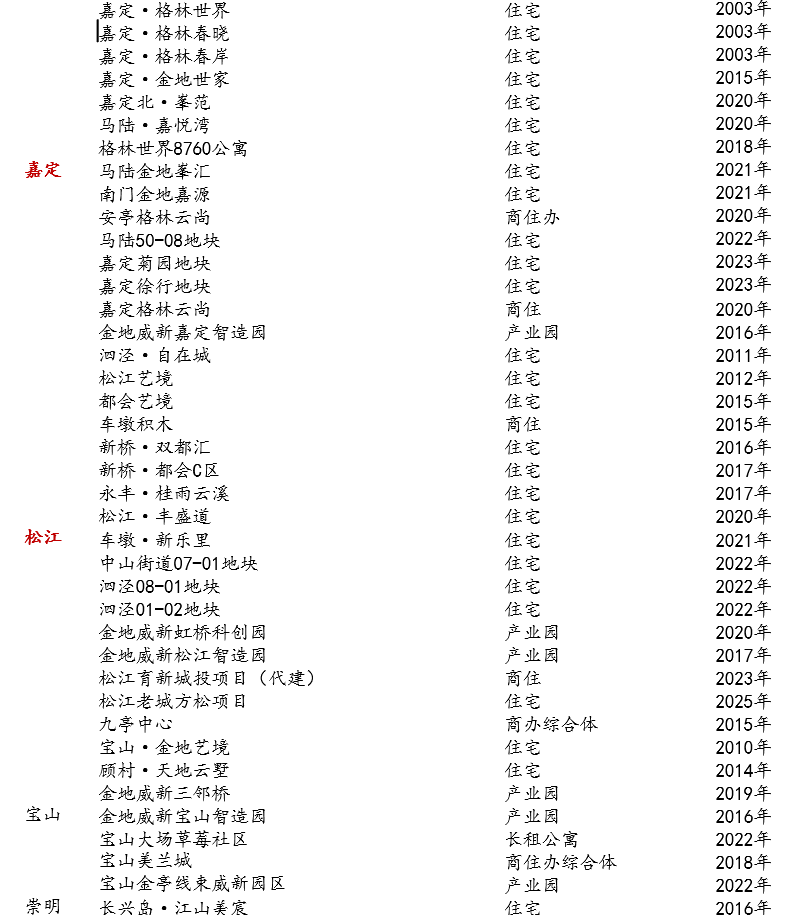 嘉定·格林世界 住宅 2003年
嘉定·格林春晓 住宅 2003年
嘉定·格林春岸 住宅 2003年
嘉定·金地世家 住宅 2015年
嘉定北·峯范 住宅 2020年
马陆·嘉悦湾 住宅 2020年
格林世界8760公寓 住宅 2018年
嘉定 马陆金地峯汇 住宅 2021年
南门金地嘉源 住宅 2021年
安亭格林云尚 商住办 2020年
马陆50-08地块 住宅 2022年
嘉定菊园地块 住宅 2023年
嘉定徐行地块 住宅 2023年
嘉定格林云尚 商住 2020年
金地威新嘉定智造园 产业园 2016年
泗泾·自在城 住宅 2011年
松江艺境 住宅 2012年
都会艺境 住宅 2015年
车墩积木 商住 2015年
新桥·双都汇 住宅 2016年
新桥·都会C区 住宅 2017年
永丰·桂雨云溪 住宅 2017年
松江·丰盛道 住宅 2020年
松江 车墩·新乐里 住宅 2021年
中山街道07-01地块 住宅 2022年
泗泾08-01地块 住宅 2022年
泗泾01-02地块 住宅 2022年
金地威新虹桥科创园 产业园 2020年
金地威新松江智造园 产业园 2017年
松江育新城投项目（代建） 商住 2023年
松江老城方松项目 住宅 2025年
九亭中心 商办综合体 2015年
宝山·金地艺境 住宅 2010年
顾村·天地云墅 住宅 2014年
金地威新三邻桥 产业园 2019年
宝山 金地威新宝山智造园 产业园 2016年
宝山大场草莓社区 长租公寓 2022年
宝山美兰城 商住办综合体 2018年
宝山金亭线束威新园区 产业园 2022年
崇明 长兴岛·江山美宸 住宅 2016年